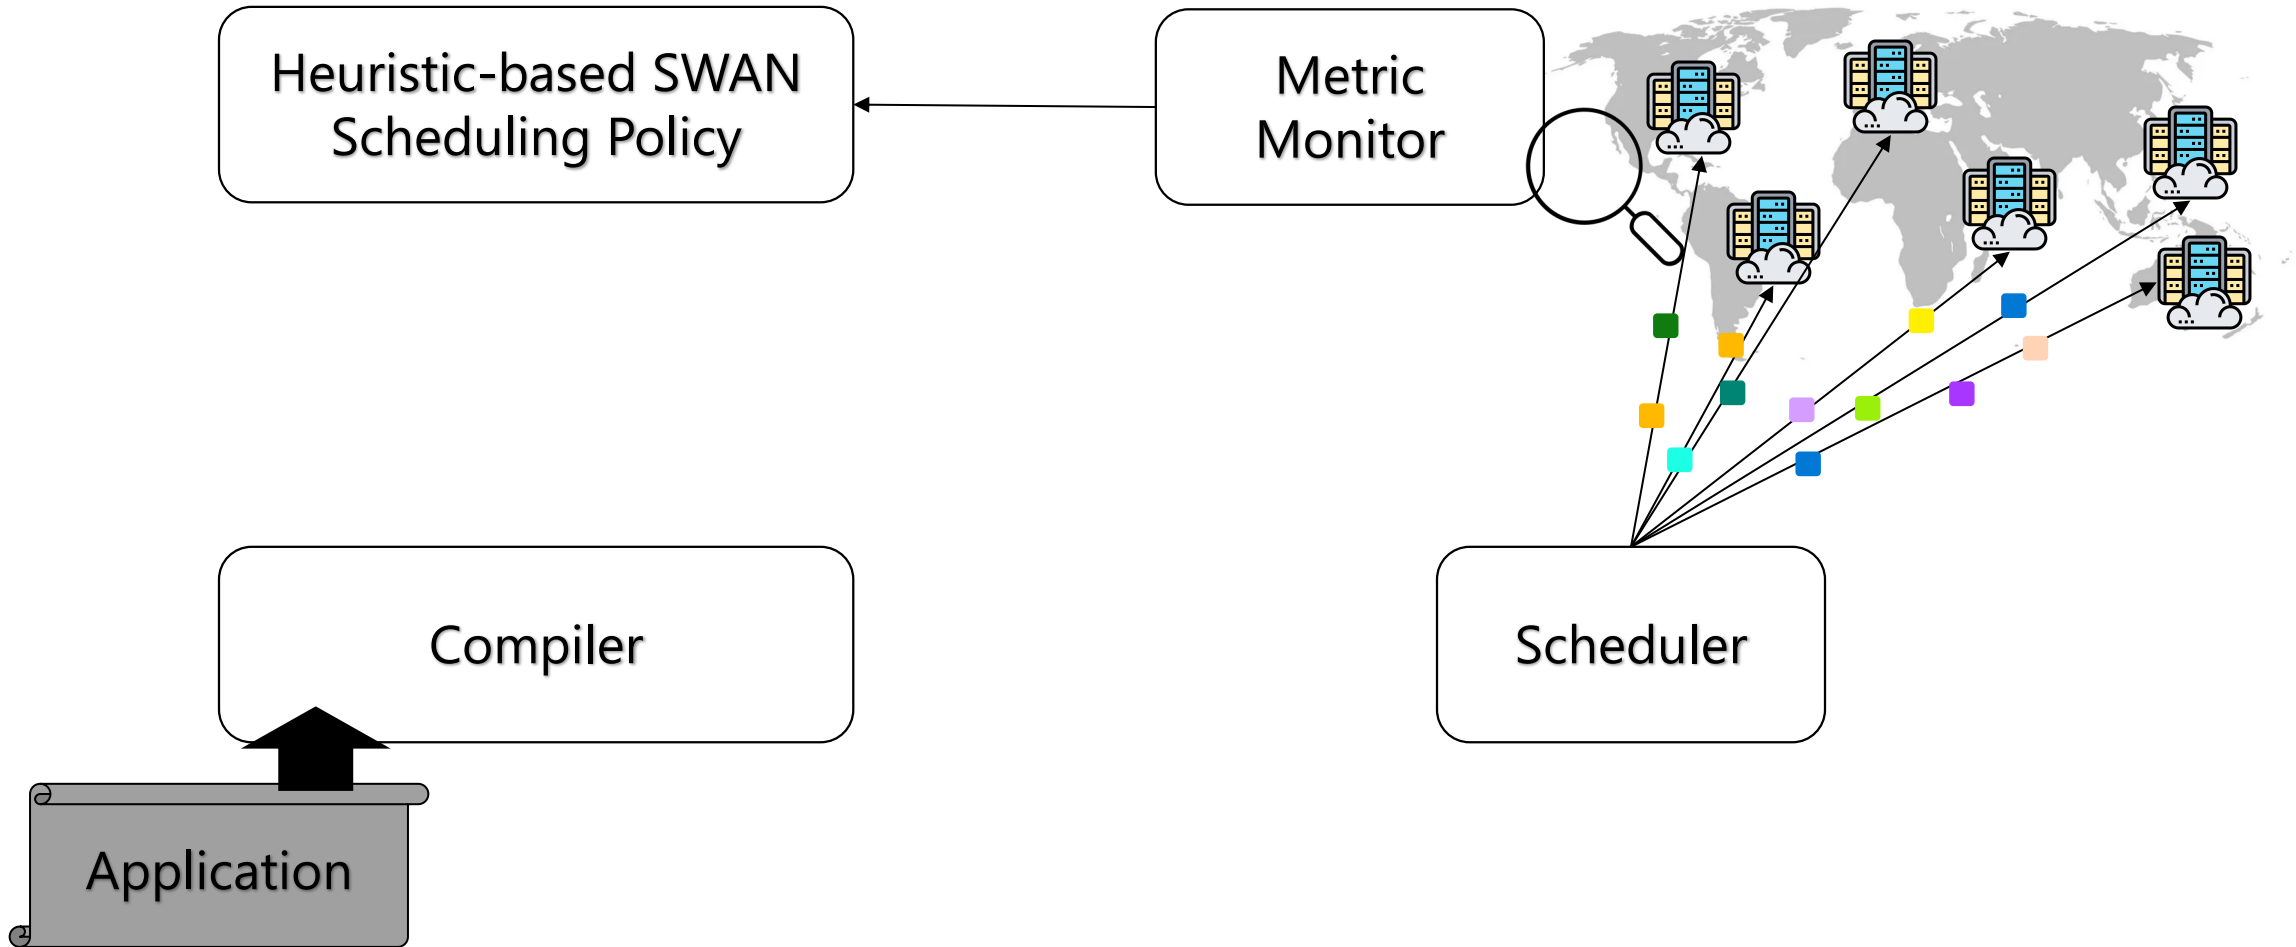 Heuristic-based SWAN
Scheduling Policy
Metric
Monitor
Compiler
Scheduler
Application